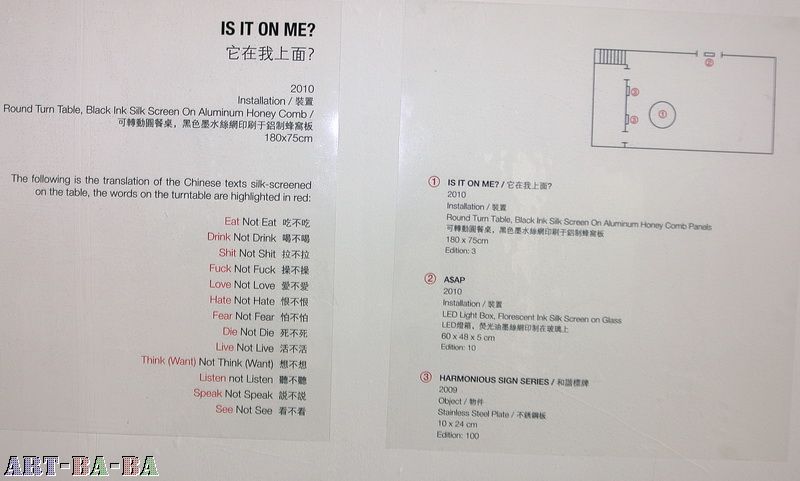 IS IT ON ME?
它在我上面?
2010
Installation / 裝置
Round Turn Table, Black Ink Silk Screen On Aluminum Honey Comb /
可轉動圓餐桌，黑色墨水絲網印刷于鋁制蜂窩板
180x75cm
The following is the translation of the Chinese texts silk-screened
on the table, the words on the turntable are highlighted in red:
Eat Not Eat 吃不吃
Drink Not Drink 喝不喝
Shit Not Shit 拉不拉
Fuck Not Fuck 操不操
Love Not Love 愛不愛
Hate Not Hate 恨不恨
Fear Not Fear 怕不怕
Die Not Die 死不死
Live Not Live 活不活
Think (Want) Not Think (Want) 想不想
Listen not Listen 聽不聽
Speak Not Speak 説不説
See Not See 看不看
②
③
①
③
① IS IT ON ME? / 它在我上面?
2010
Installation / 裝置
Round Turn Table, Black Ink Silk Screen On Aluminum Honey Comb Panels
可轉動圓餐桌，黑色墨水絲網印刷于鋁制蜂窩板
180 x 75cm
Edition: 3
② A$AP
2010
Installation / 裝置
LED Light Box, Florescent Ink Silk Screen on Glass
LED燈箱，熒光油墨絲網印制在玻璃上
60 x 48 x 5 cm
Edition: 10
③ HARMONIOUS SIGN SERIES / 和諧標牌
2009
Object / 物件
Stainless Steel Plate / 不銹鋼板
10 x 24 cm
Edition: 100
ART-BA-BA